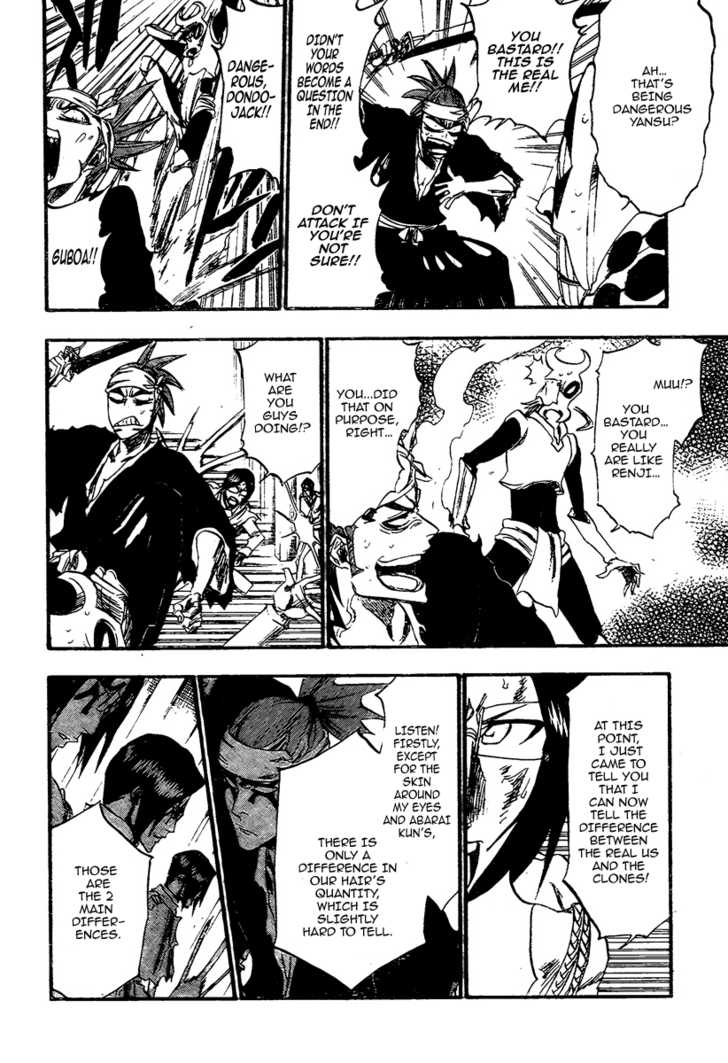 AH...
THAT'S
BEING
DANGEROUS
YANSU?
YOU
BASTARD!!
THIS IS
THE REAL
ME!!
DIDN'T
YOUR
WORDS
BECOME A
QUESTION
IN THE
END!!
DON'T
ATTACK IF
YOU'RE
NOT
SURE!!
DANGE-
ROUS,
DONDO-
JACK!!
GUBOA!!
MUU!?
YOU
BASTARD...
YOU
REALLY
ARE LIKE
RENJI...
YOU...DID
THAT ON
PURPOSE,
RIGHT...
WHAT
ARE
YOU
GUYS
DOING!?
AT THIS
POINT,
I JUST
CAME TO
TELL YOU
THAT I
CAN NOW
TELL THE
DIFFERENCE
BETWEEN
THE REAL US
AND THE
CLONES!
LISTEN!
FIRSTLY,
EXCEPT
FOR THE
SKIN
AROUND
MY EYES
AND ABARAI
KUN'S,
THERE IS
ONLY A
DIFFERENCE IN
OUR HAIR'S
QUANTITY,
WHICH IS
SLIGHTLY
HARD TO TELL.
THOSE
ARE
THE 2
MAIN
DIFFER-
ENCES.